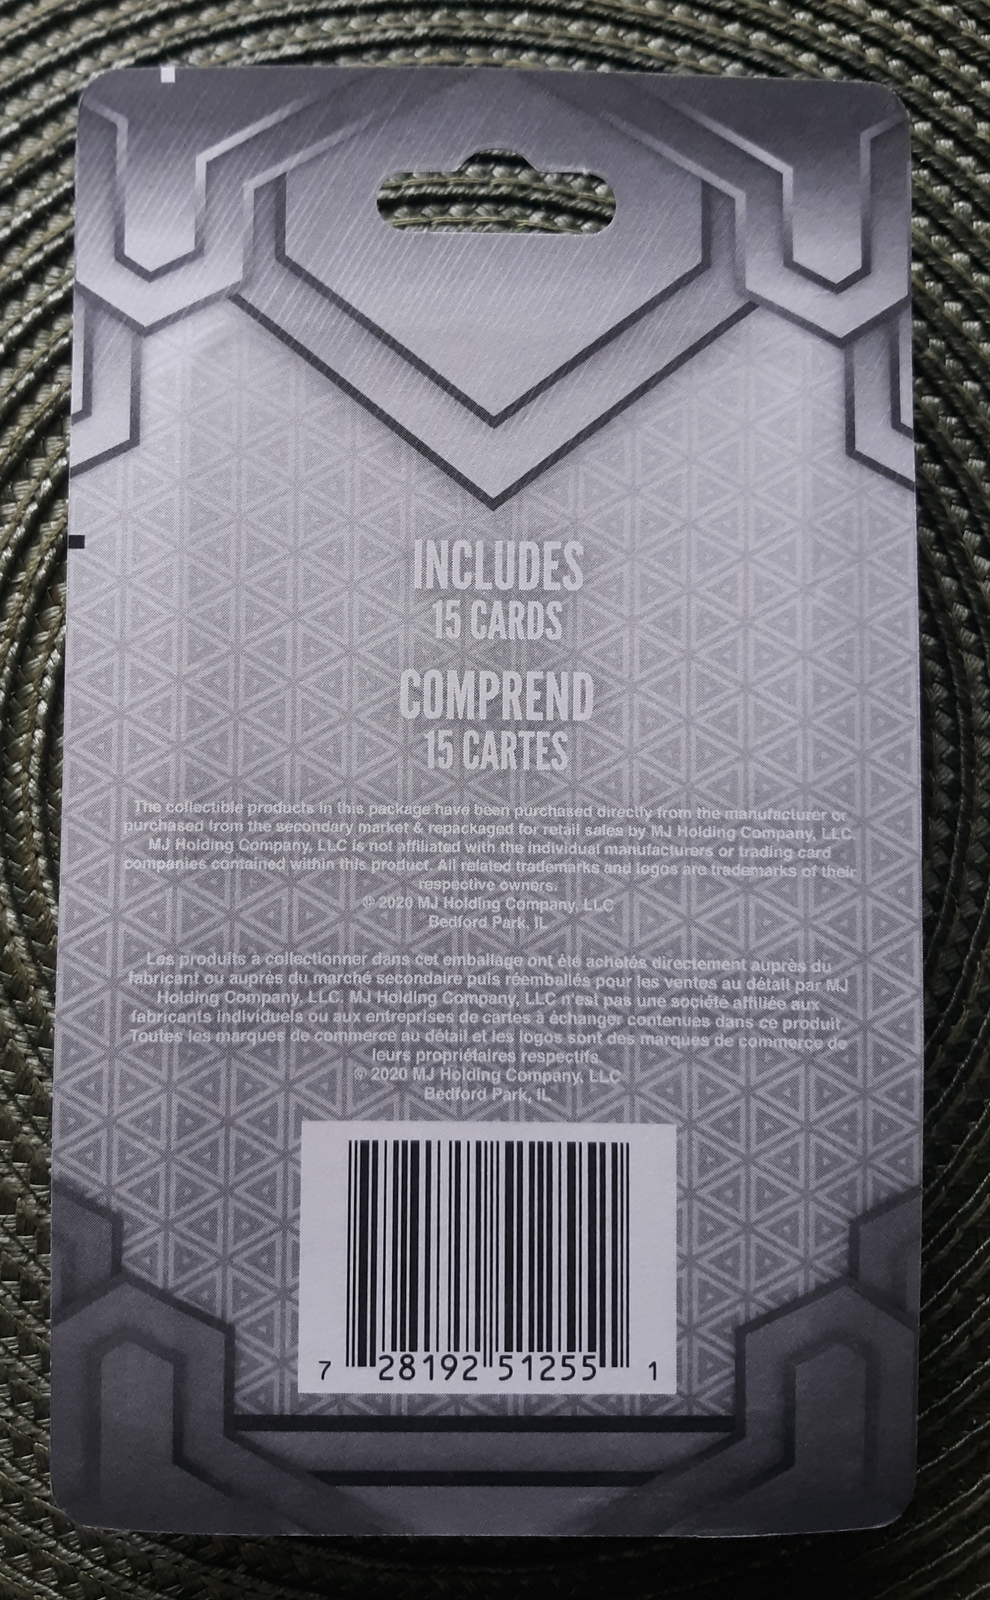 INCLUDES
15 CARDS
COMPREND
15 CARTES
The collectible products in this package have been purchased directly from the manufacturer or
purchased from the secondary market & repackaged for retail sales by MJ Holding Company, LLC.
MJ Holding Company, LLC is not affiliated with the individual manufacturers or trading card
companies contained within this product. All related trademarks and logos are trademarks of their
respective owners.
© 2020 MJ Holding Company, LLC
Bedford Park, IL
Les produits à collectionner dans cet emballage ont été achetés directement auprès du
fabricant ou auprès du marché secondaire puis réemballés pour les ventes au détail par MJ
Holding Company, LLC. MJ Holding Company, LLC n'est pas une société affiliée aux
fabricants individuels ou aux entreprises de cartes à échanger contenues dans ce produit.
Toutes les marques de commerce au détail et les logos sont des marques de commerce de
leurs propriétaires respectifs.
© 2020 MJ Holding Company, LLC
Bedford Park, IL
7 28192 51255 1